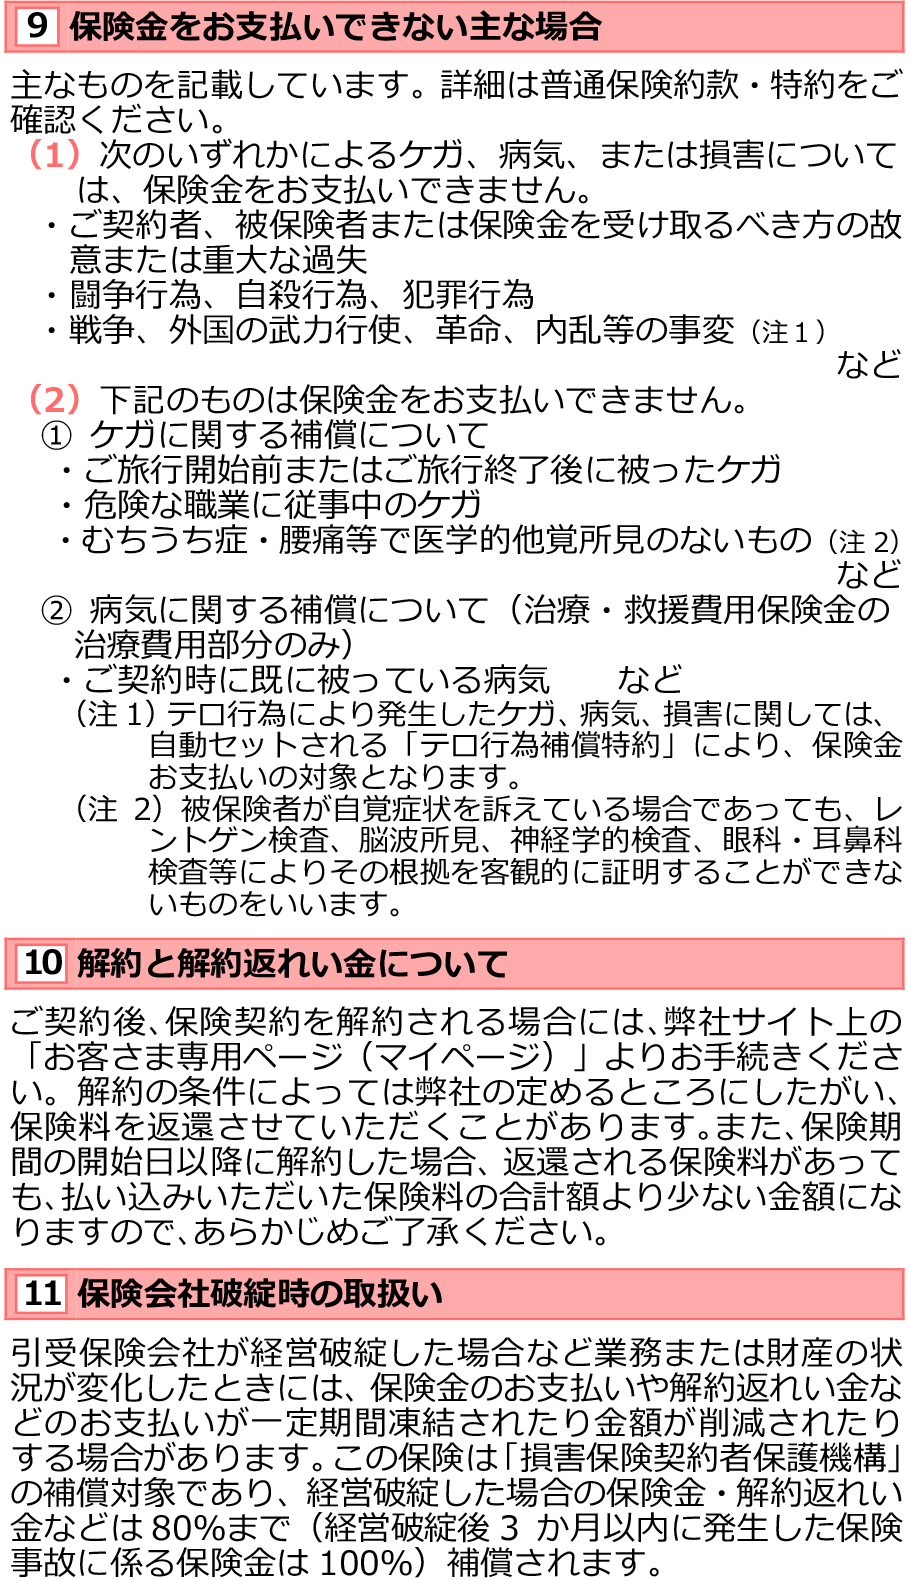 9 保険金をお支払いできない主な場合
主なものを記載しています。詳細は普通保険約款・特約をご
確認ください。
（1）次のいずれかによるケガ、病気、または損害について
は、保険金をお支払いできません。
・ご契約者、被保険者または保険金を受け取るべき方の故
意または重大な過失
・闘争行為、自殺行為、犯罪行為
・戦争、外国の武力行使、革命、内乱等の事変（注１）
など
（2）下記のものは保険金をお支払いできません。
① ケガに関する補償について
・ご旅行開始前またはご旅行終了後に被ったケガ
・危険な職業に従事中のケガ
・むちうち症・腰痛等で医学的他覚所見のないもの（注 2）
など
② 病気に関する補償について（治療・救援費用保険金の
治療費用部分のみ）
・ご契約時に既に被っている病気　　など
（注 1）テロ行為により発生したケガ、病気、損害に関しては、
自動セットされる「テロ行為補償特約」により、保険金
お支払いの対象となります。
（注 2）被保険者が自覚症状を訴えている場合であっても、レ
ントゲン検査、脳波所見、神経学的検査、眼科・耳鼻科
検査等によりその根拠を客観的に証明することができな
いものをいいます。
10 解約と解約返れい金について
ご契約後、保険契約を解約される場合には、弊社サイト上の
「お客さま専用ページ（マイページ）」よりお手続きくださ
い。解約の条件によっては弊社の定めるところにしたがい、
保険料を返還させていただくことがあります。また、保険期
間の開始日以降に解約した場合、返還される保険料があって
も、払い込みいただいた保険料の合計額より少ない金額にな
りますので、あらかじめご了承ください。
11 保険会社破綻時の取扱い
引受保険会社が経営破綻した場合など業務または財産の状
況が変化したときには、保険金のお支払いや解約返れい金な
どのお支払いが一定期間凍結されたり金額が削減されたり
する場合があります。この保険は「損害保険契約者保護機構」
の補償対象であり、経営破綻した場合の保険金・解約返れい
金などは 80％まで（経営破綻後 3 か月以内に発生した保険
事故に係る保険金は 100％）補償されます。